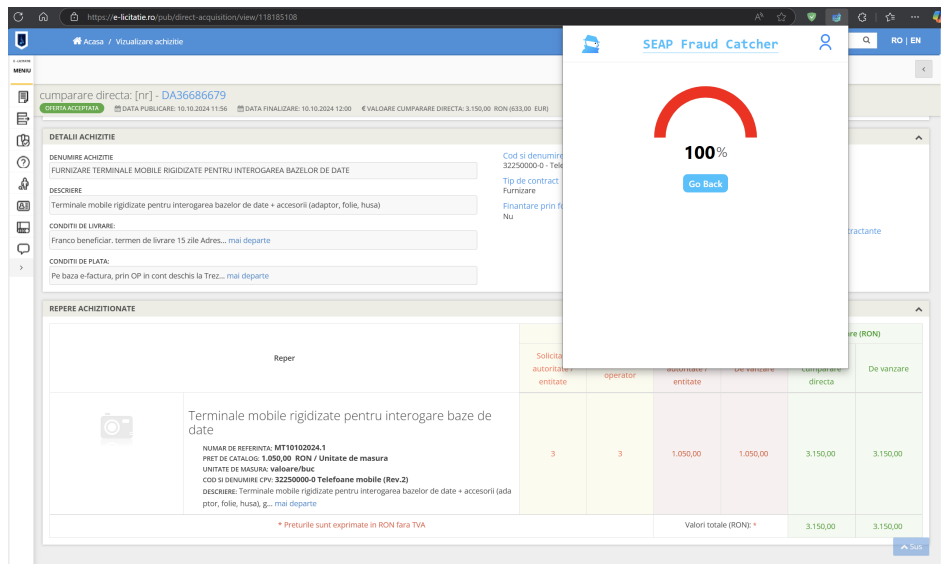 https://e-licitatie.ro/pub/direct-acquisition/view/118185108
Acasa / Vizualizare achizitie
RO | EN
SEAP Fraud Catcher
100%
Go Back
MENIU
cumparare directa: [nr] - DA36686679
OFERTA ACCEPTATA DATA PUBLICARE: 10.10.2024 11:56 DATA FINALIZARE: 10.10.2024 12:00 € VALOARE CUMPARARE DIRECTA: 3.150,00 RON (633,00 EUR)
DETALII ACHIZITIE
DENUMIRE ACHIZITIE
FURNIZARE TERMINALE MOBILE RIGIDIZATE PENTRU INTEROGAREA BAZELOR DE DATE
DESCRIERE
Terminale mobile rigidizate pentru interogarea bazelor de date + accesorii (adaptor, folie, husa)
CONDITII DE LIVRARE:
Franco beneficiar. termen de livrare 15 zile Adres... mai departe
CONDITII DE PLATA:
Pe baza e-factura, prin OP in cont deschis la Trez... mai departe
Cod si denumire
32250000-0 - Tele
Tip de contract
Furnizare
Finantare prin f
Nu
tractante
REPERE ACHIZITIONATE
Reper
Solicita
autoritate /
entitate
operator
autoritate /
entitate
De vanzare
re (RON)
cumparare
directa
De vanzare
Terminale mobile rigidizate pentru interogare baze de
date
NUMAR DE REFERINTA: MT10102024.1
PRET DE CATALOG: 1.050,00 RON / Unitate de masura
UNITATE DE MASURA: valoare/buc
COD SI DENUMIRE CPV: 32250000-0 Telefoane mobile (Rev.2)
DESCRIERE: Terminale mobile rigidizate pentru interogarea bazelor de date + accesorii (ada
ptor, folie, husa), g... mai departe
3 3 1.050,00 1.050,00 3.150,00 3.150,00
* Preturile sunt exprimate in RON fara TVA
Valori totale (RON): * 3.150,00 3.150,00
Sus